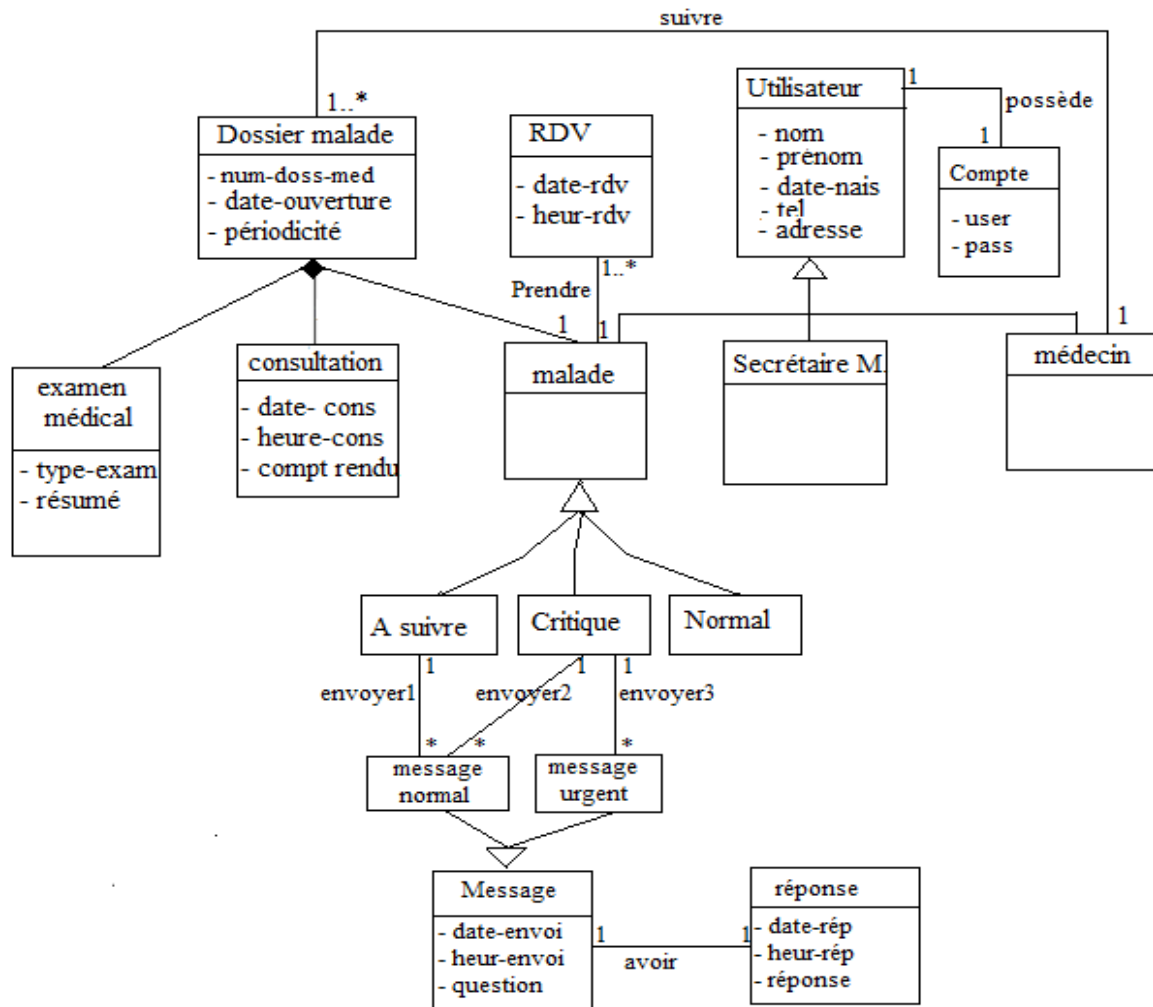 suivre
1..*
Dossier malade
- num-doss-med
- date-ouverture
- périodicité
RDV
- date-rdv
- heur-rdv
1..*
Prendre
Utilisateur
- nom
- prénom
- date-nais
- tel
- adresse
1
possède
1
Compte
- user
- pass
1
1
1
examen
médical
- type-exam
- résumé
consultation
- date- cons
- heure-cons
- compt rendu
malade
Secrétaire M.
médecin
A suivre
Critique
Normal
1
1
1
envoyer1
envoyer2
envoyer3
*
*
*
message
normal
message
urgent
Message
- date-envoi
- heur-envoi
- question
1
avoir
1
réponse
- date-rép
- heur-rép
- réponse